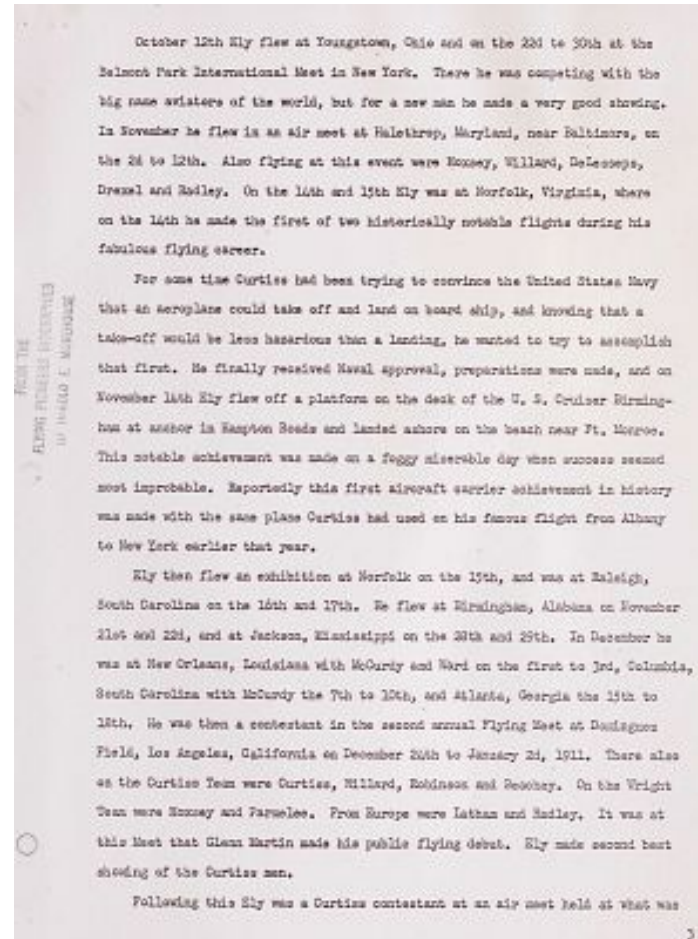 October 12th Ely flew at Youngstown, Ohio and on the 22d to 30th at the
Belmont Park International Meet in New York. There he was competing with the
big name aviators of the world, but for a new man he made a very good showing.
In November he flew in an air meet at Halethrop, Maryland, near Baltimore, on
the 2d to 12th. Also flying at this event were Hoxsey, Willard, DeLesseps,
Drexel and Radley. On the 14th and 15th Ely was at Norfolk, Virginia, where
on the 14th he made the first of two historically notable flights during his
fabulous flying career.
For some time Curtiss had been trying to convince the United States Navy
that an aeroplane could take off and land on board ship, and knowing that a
take-off would be less hazardous than a landing, he wanted to try to accomplish
that first. He finally received Naval approval, preparations were made, and on
November 14th Ely flew off a platform on the deck of the U. S. Cruiser Birming-
ham at anchor in Hampton Roads and landed ashore on the beach near Ft. Monroe.
This notable achievement was made on a foggy miserable day when success seemed
most improbable. Reportedly this first aircraft carrier achievement in history
was made with the same plane Curtiss had used on his famous flight from Albany
to New York earlier that year.
Ely then flew an exhibition at Norfolk on the 15th, and was at Raleigh,
South Carolina on the 16th and 17th. He flew at Birmingham, Alabama on November
21st and 22d, and at Jackson, Mississippi on the 28th and 29th. In December he
was at New Orleans, Louisiana with McCurdy and Ward on the first to 3rd, Columbia,
South Carolina with McCurdy the 7th to 10th, and Atlanta, Georgia the 15th to
18th. He was then a contestant in the second annual Flying Meet at Dominguez
Field, Los Angeles, California on December 24th to January 2d, 1911. There also
on the Curtiss Team were Curtiss, Willard, Robinson and Beachey. On the Wright
Team were Hoxsey and Parmelee. From Europe were Latham and Radley. It was at
this Meet that Glenn Martin made his public flying debut. Ely made second best
showing of the Curtiss men.
Following this Ely was a Curtiss contestant at an air meet held at what was
3
FROM THE
FLYING PIONEERS BIOGRAPHIES
OF HAROLD E. MOREHOUSE